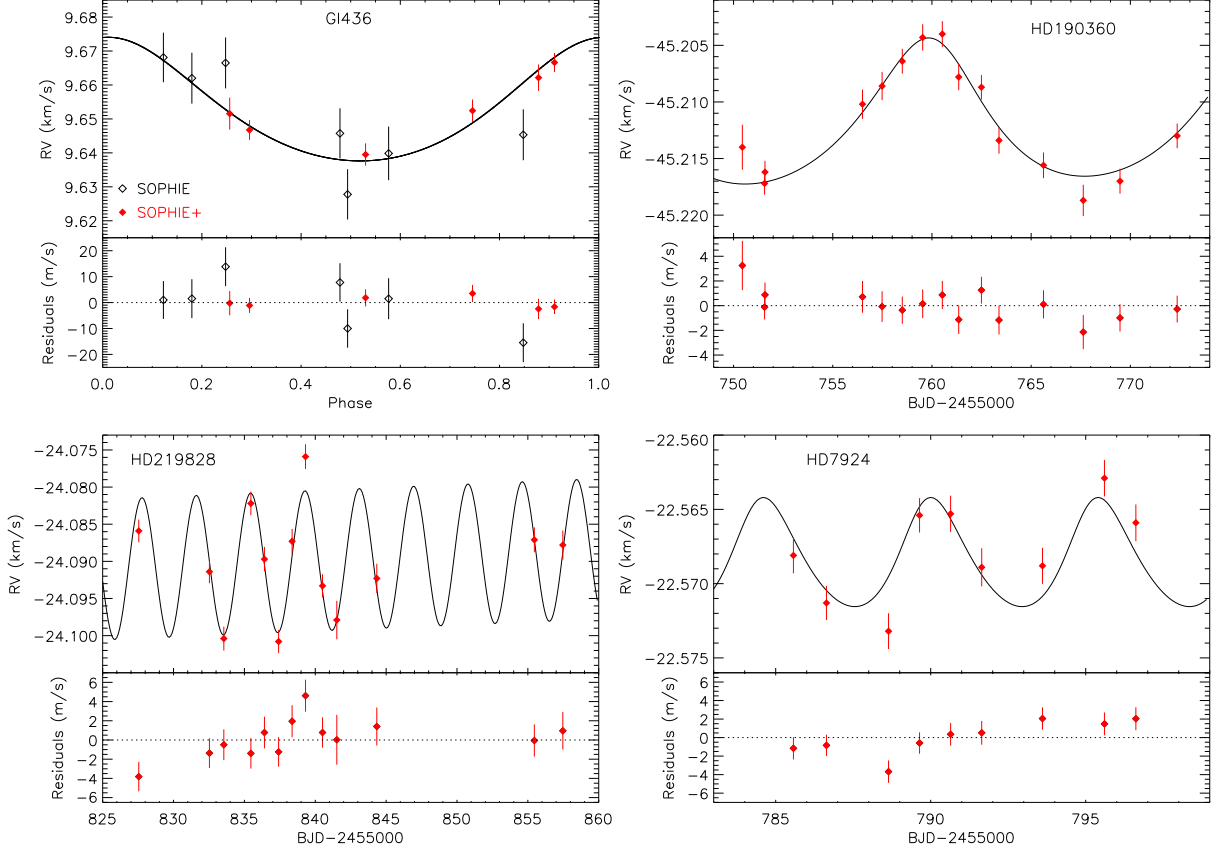 Gl436
RV (km/s)
9.68
9.67
9.66
9.65
9.64
9.63
9.62
SOPHIE
SOPHIE+
Residuals (m/s)
20
10
0
−10
−20
0.0 0.2 0.4 0.6 0.8 1.0
Phase
HD190360
RV (km/s)
−45.205
−45.210
−45.215
−45.220
Residuals (m/s)
4
2
0
−2
−4
750 755 760 765 770
BJD−2455000
HD219828
RV (km/s)
−24.075
−24.080
−24.085
−24.090
−24.095
−24.100
Residuals (m/s)
6
4
2
0
−2
−4
−6
825 830 835 840 845 850 855 860
BJD−2455000
HD7924
RV (km/s)
−22.560
−22.565
−22.570
−22.575
Residuals (m/s)
6
4
2
0
−2
−4
−6
785 790 795
BJD−2455000